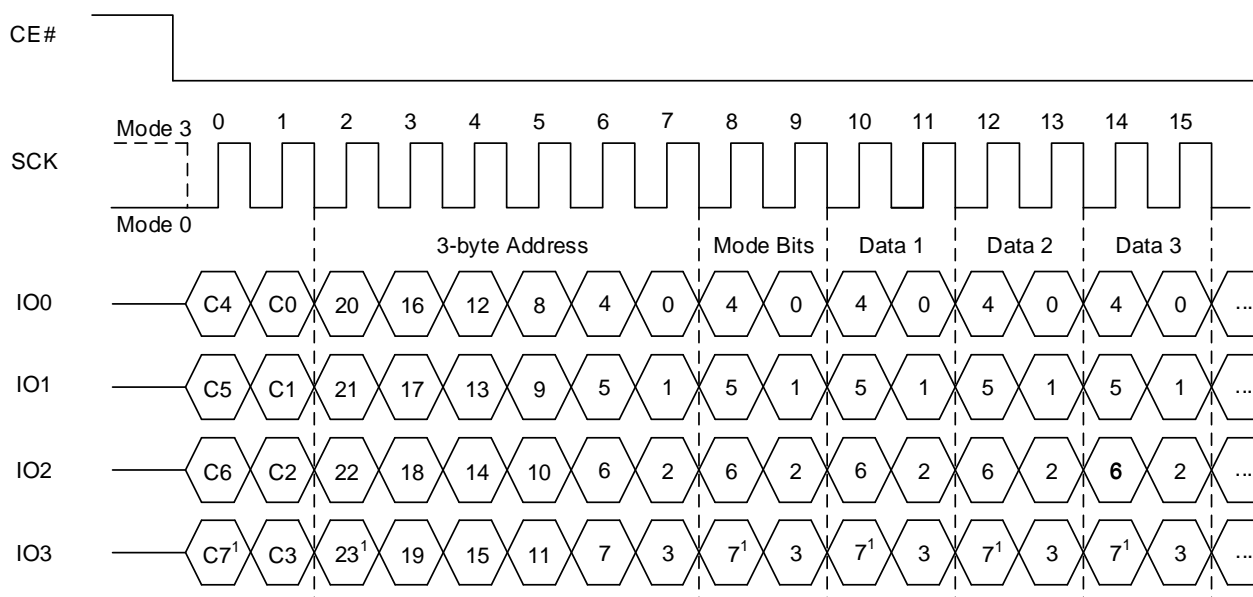 CE#
Mode 3 0 1 2 3 4 5 6 7 8 9 10 11 12 13 14 15
SCK
Mode 0
3-byte Address Mode Bits Data 1 Data 2 Data 3
IO0 C4 C0 20 16 12 8 4 0 4 0 4 0 4 0 4 0 ...
IO1 C5 C1 21 17 13 9 5 1 5 1 5 1 5 1 5 1 ...
IO2 C6 C2 22 18 14 10 6 2 6 2 6 2 6 2 6 2 ...
IO3 C7¹ C3 23¹ 19 15 11 7 3 7¹ 3 7¹ 3 7¹ 3 7¹ 3 ...